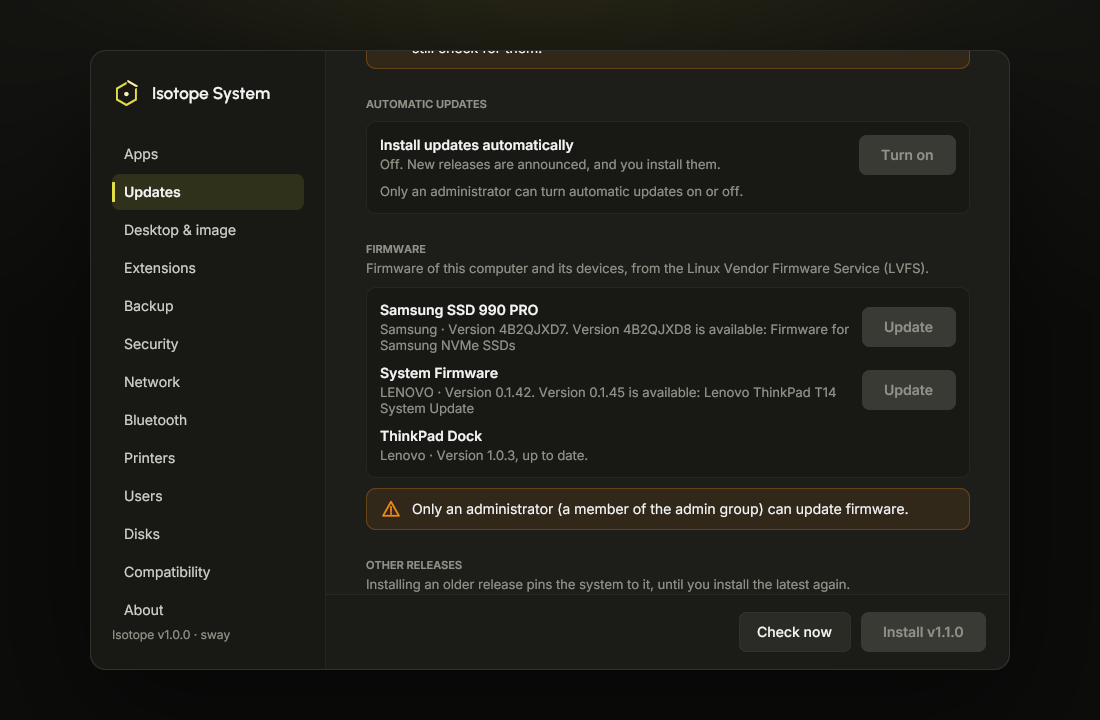 Isotope System
Apps
Updates
Desktop & image
Extensions
Backup
Security
Network
Bluetooth
Printers
Users
Disks
Compatibility
About
Isotope v1.0.0 · sway
still check for them.
AUTOMATIC UPDATES
Install updates automatically
Off. New releases are announced, and you install them.
Turn on
Only an administrator can turn automatic updates on or off.
FIRMWARE
Firmware of this computer and its devices, from the Linux Vendor Firmware Service (LVFS).
Samsung SSD 990 PRO
Samsung · Version 4B2QJXD7. Version 4B2QJXD8 is available: Firmware for
Samsung NVMe SSDs
Update
System Firmware
LENOVO · Version 0.1.42. Version 0.1.45 is available: Lenovo ThinkPad T14
System Update
Update
ThinkPad Dock
Lenovo · Version 1.0.3, up to date.
Only an administrator (a member of the admin group) can update firmware.
OTHER RELEASES
Installing an older release pins the system to it, until you install the latest again.
Check now
Install v1.1.0